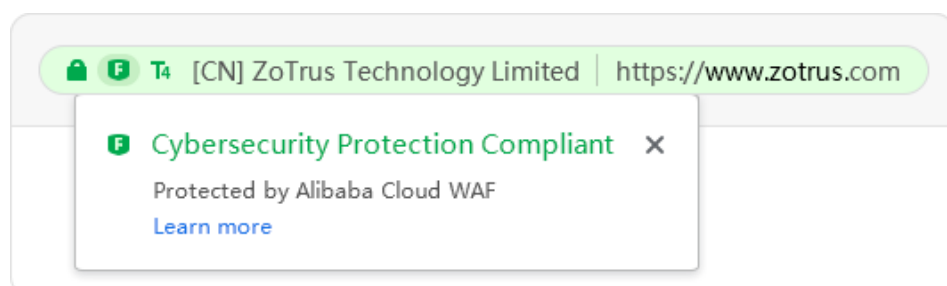 F T4 [CN] ZoTrus Technology Limited | https://www.zotrus.com
F Cybersecurity Protection Compliant ×
Protected by Alibaba Cloud WAF
Learn more